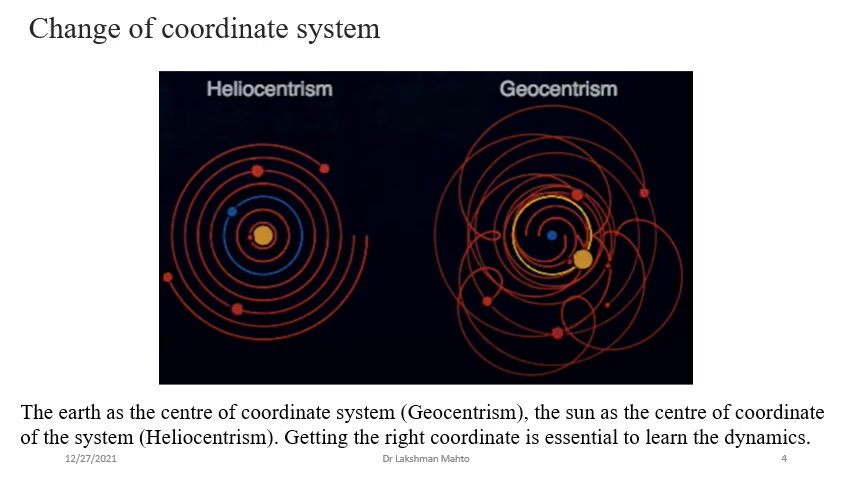 Change of coordinate system
Heliocentrism
Geocentrism
The earth as the centre of coordinate system (Geocentrism), the sun as the centre of coordinate
of the system (Heliocentrism). Getting the right coordinate is essential to learn the dynamics.
12/27/2021
Dr Lakshman Mahto
4